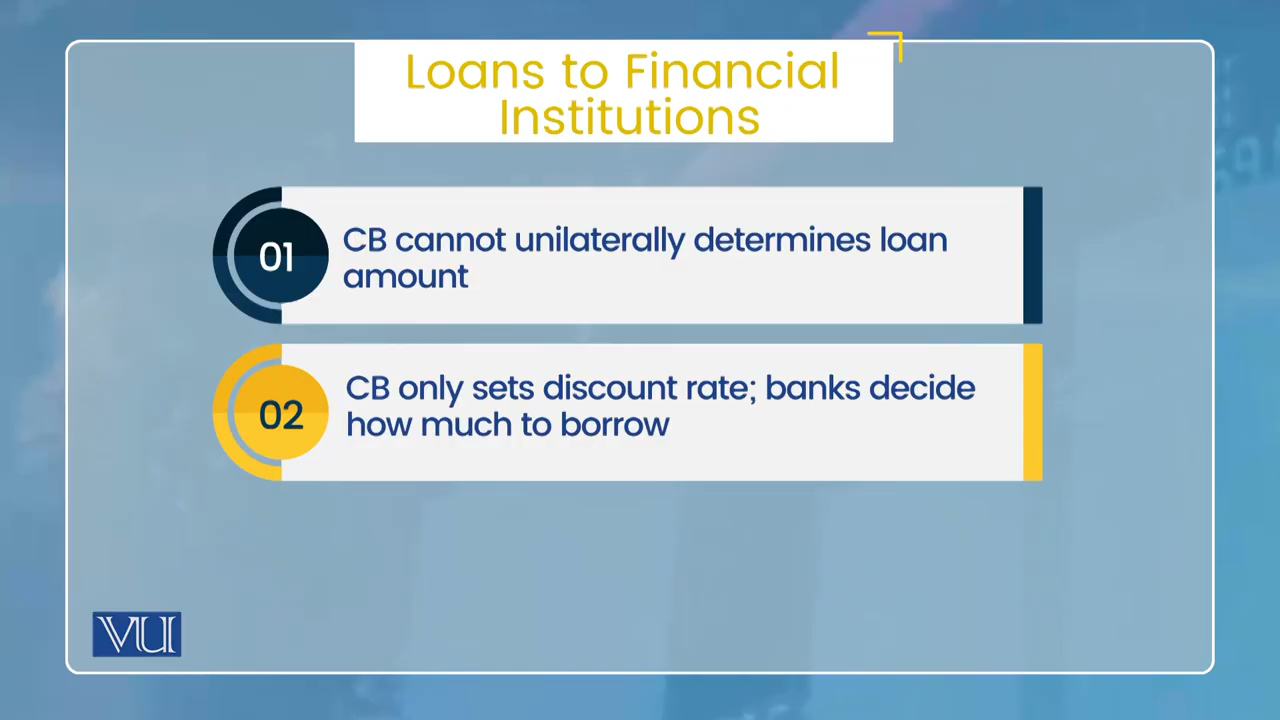 Loans to Financial
Institutions
01
CB cannot unilaterally determines loan
amount
02
CB only sets discount rate; banks decide
how much to borrow
VU